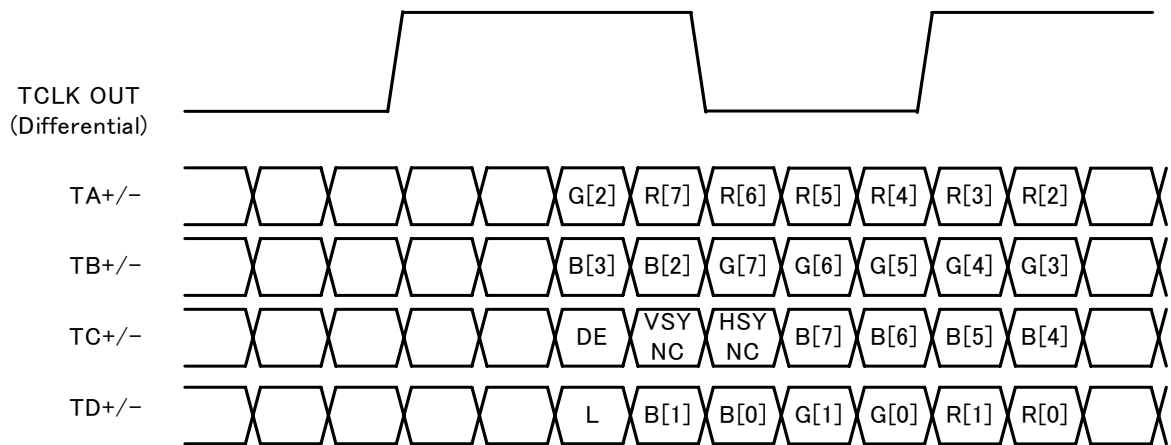 TCLK OUT
(Differential)
TA+/- G[2] R[7] R[6] R[5] R[4] R[3] R[2]
TB+/- B[3] B[2] G[7] G[6] G[5] G[4] G[3]
TC+/- DE VSY NC HSY NC B[7] B[6] B[5] B[4]
TD+/- L B[1] B[0] G[1] G[0] R[1] R[0]